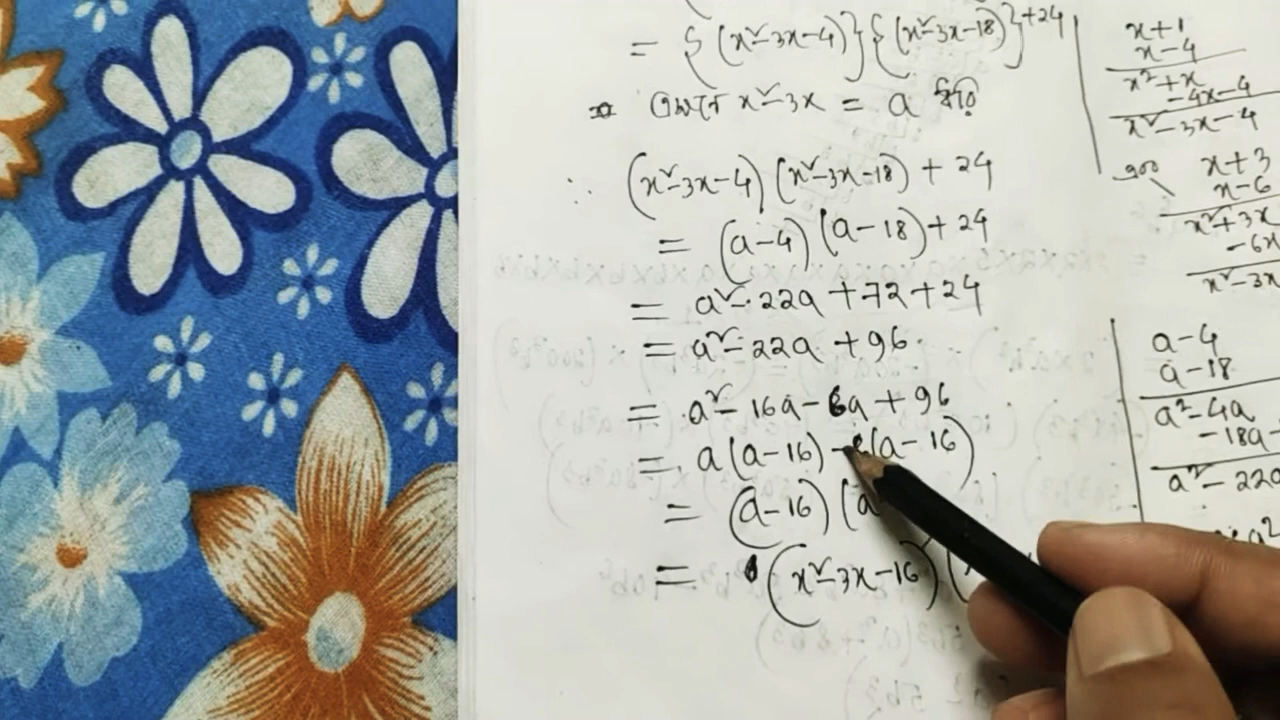 = {(x²-3x-4)}{(x²-3x-18)}+24
x²-3x = a
∴ (x²-3x-4)(x²-3x-18) + 24
= (a-4)(a-18)+24
= a²-22a+72+24
= a²-22a+96
= a²-16a-6a+96
= a(a-16)-6(a-16)
= (a-16)(a
= (x²-3x-16)(
x+1
x-4
x²+x
-4x-4
x²-3x-4
x+3
x-6
x²+3x
-6x
x²-3x
a-4
a-18
a²-4a
-18a
a²-22a